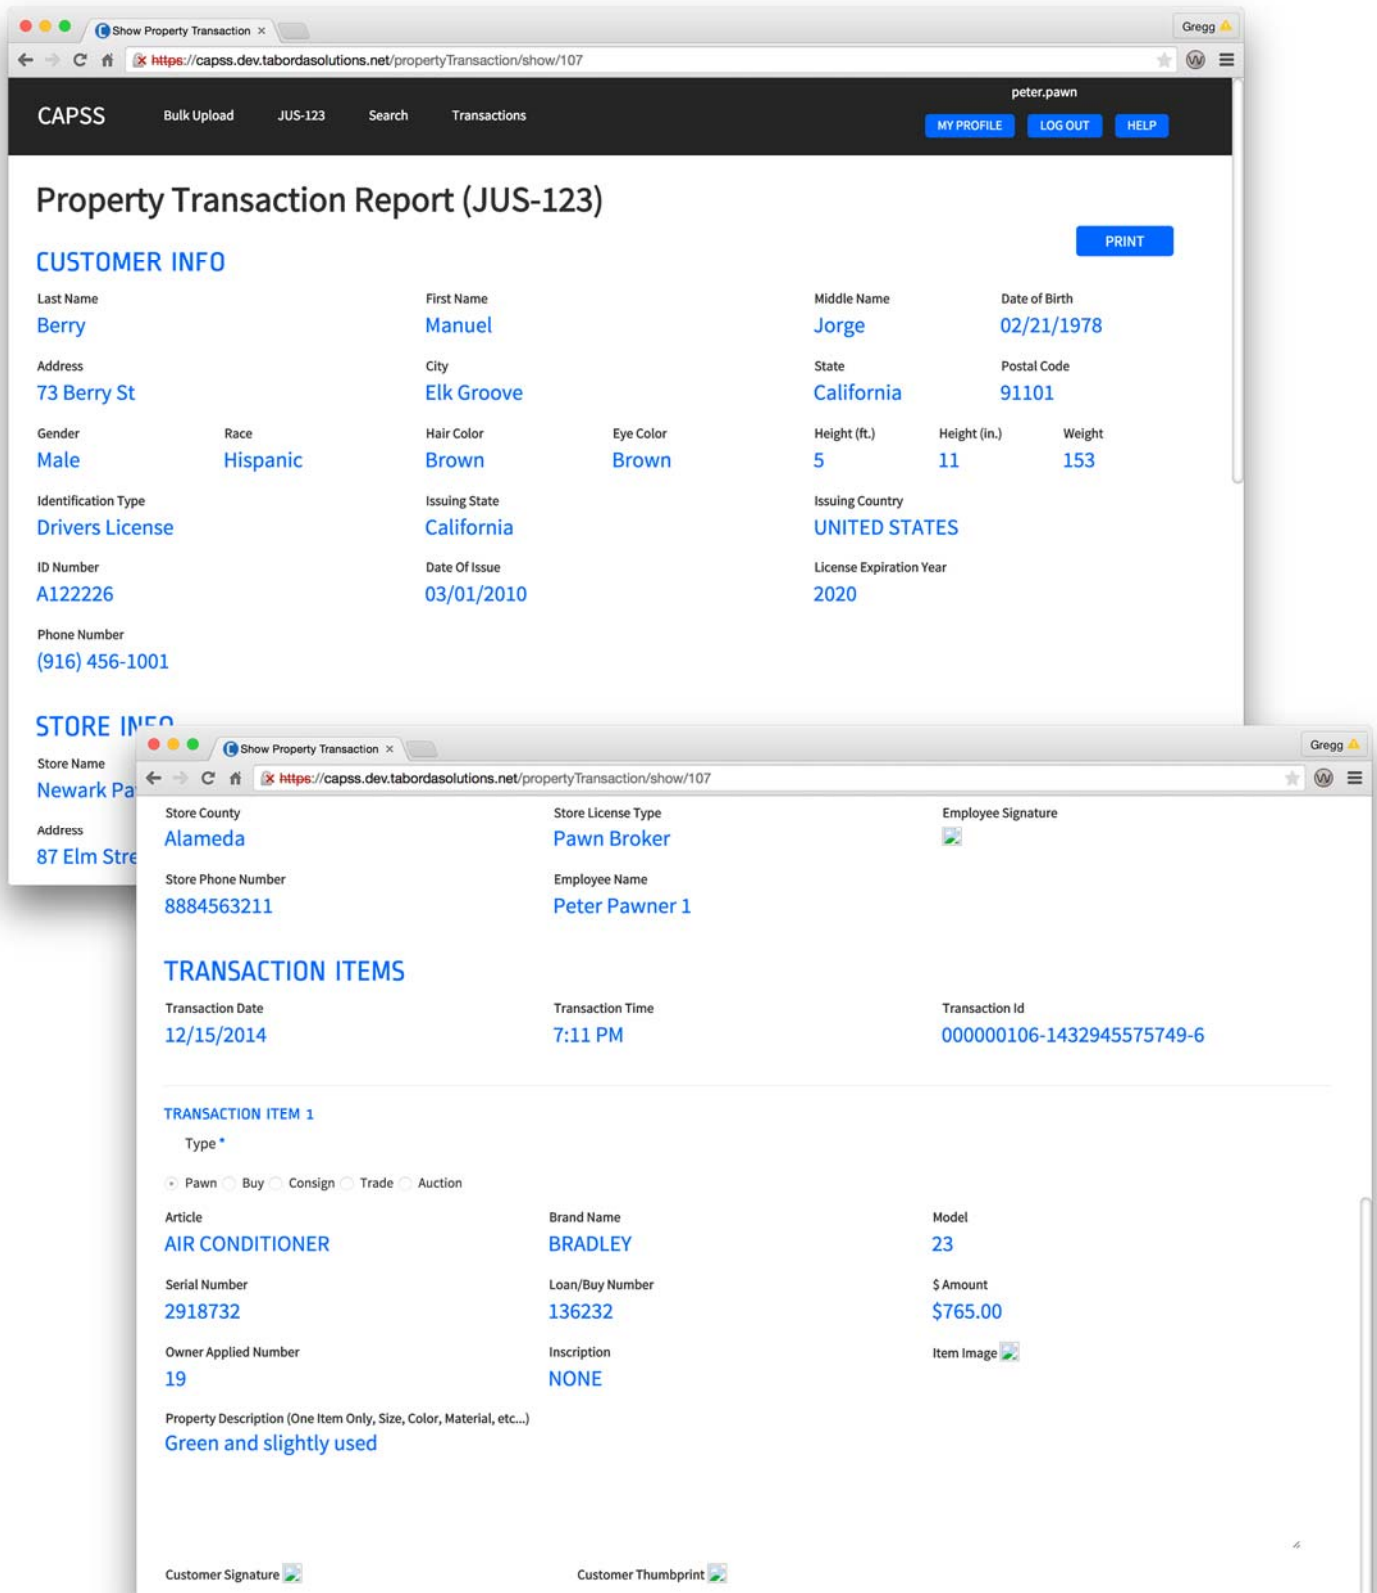 Show Property Transaction ×
Gregg
https://capss.dev.tabordasolutions.net/propertyTransaction/show/107
peter.pawn
CAPSS Bulk Upload JUS-123 Search Transactions
MY PROFILE LOG OUT HELP
Property Transaction Report (JUS-123)
PRINT
CUSTOMER INFO
Last Name First Name Middle Name Date of Birth
Berry Manuel Jorge 02/21/1978
Address City State Postal Code
73 Berry St Elk Groove California 91101
Gender Race Hair Color Eye Color Height (ft.) Height (in.) Weight
Male Hispanic Brown Brown 5 11 153
Identification Type Issuing State Issuing Country
Drivers License California UNITED STATES
ID Number Date Of Issue License Expiration Year
A122226 03/01/2010 2020
Phone Number
(916) 456-1001
STORE
Store Name
Newark
Address
87 Elm
Show Property Transaction ×
Gregg
https://capss.dev.tabordasolutions.net/propertyTransaction/show/107
Store County Store License Type Employee Signature
Alameda Pawn Broker
Store Phone Number Employee Name
8884563211 Peter Pawner 1
TRANSACTION ITEMS
Transaction Date Transaction Time Transaction Id
12/15/2014 7:11 PM 000000106-1432945575749-6
TRANSACTION ITEM 1
Type *
Pawn Buy Consign Trade Auction
Article Brand Name Model
AIR CONDITIONER BRADLEY 23
Serial Number Loan/Buy Number $ Amount
2918732 136232 $765.00
Owner Applied Number Inscription Item Image
19 NONE
Property Description (One Item Only, Size, Color, Material, etc...)
Green and slightly used
Customer Signature Customer Thumbprint